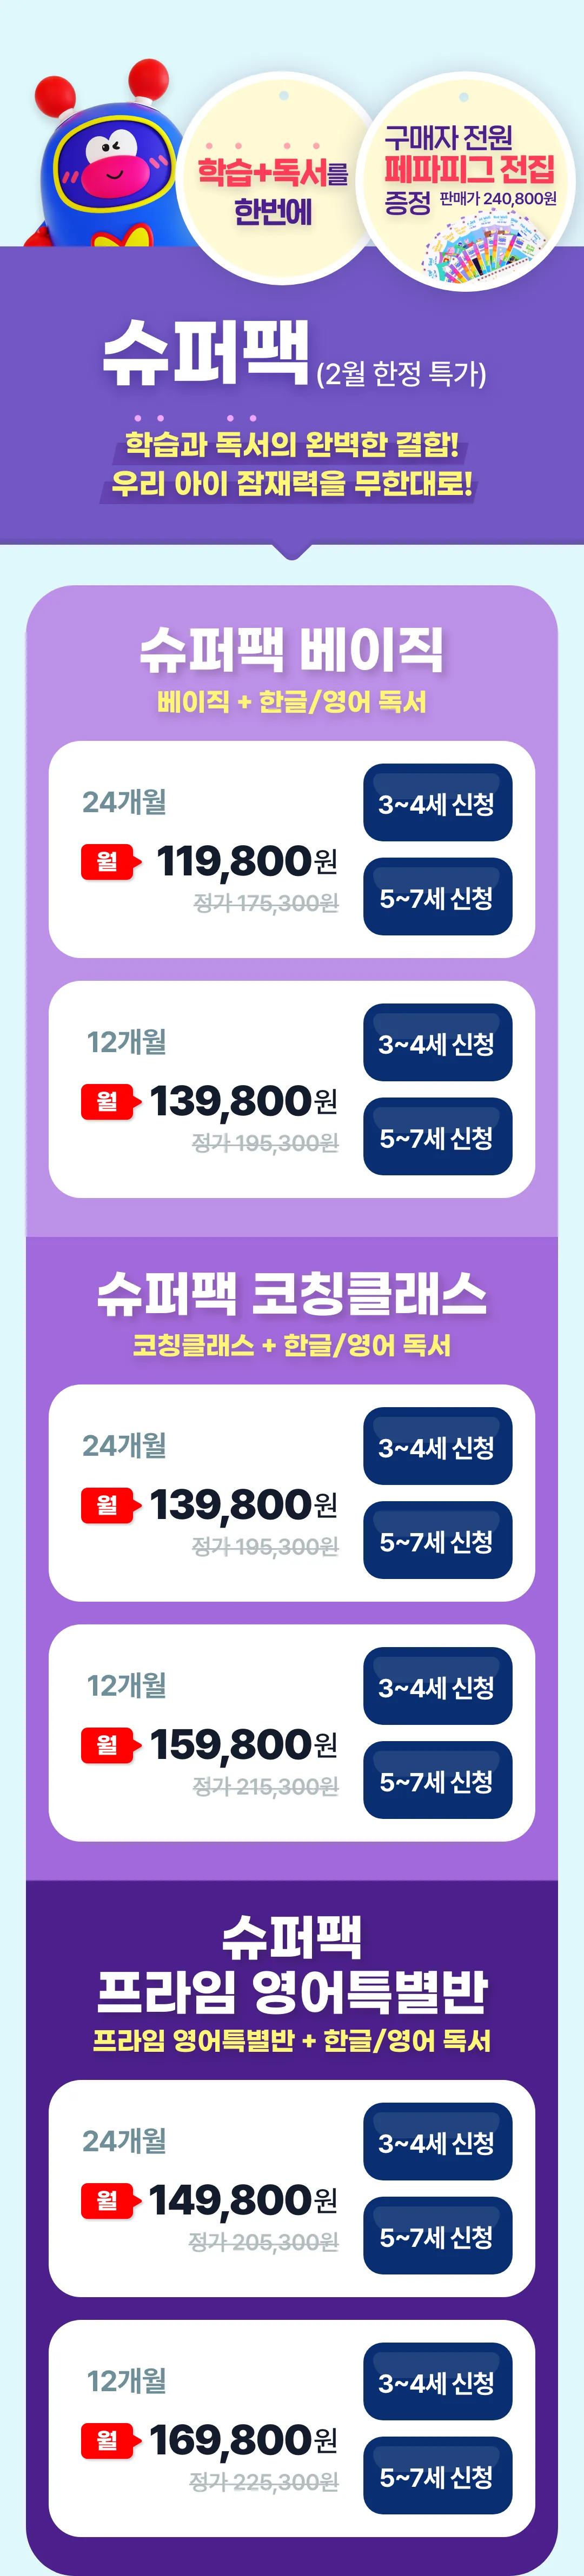 학습+독서를
한번에
구매자 전원
페파피그 전집
증정 판매가 240,800원
슈퍼팩 (2월 한정 특가)
학습과 독서의 완벽한 결합!
우리 아이 잠재력을 무한대로!
슈퍼팩 베이직
베이직 + 한글/영어 독서
24개월
월 119,800원
정가 175,300원
3~4세 신청
5~7세 신청
12개월
월 139,800원
정가 195,300원
3~4세 신청
5~7세 신청
슈퍼팩 코칭클래스
코칭클래스 + 한글/영어 독서
24개월
월 139,800원
정가 195,300원
3~4세 신청
5~7세 신청
12개월
월 159,800원
정가 215,300원
3~4세 신청
5~7세 신청
슈퍼팩
프라임 영어특별반
프라임 영어특별반 + 한글/영어 독서
24개월
월 149,800원
정가 205,300원
3~4세 신청
5~7세 신청
12개월
월 169,800원
정가 225,300원
3~4세 신청
5~7세 신청